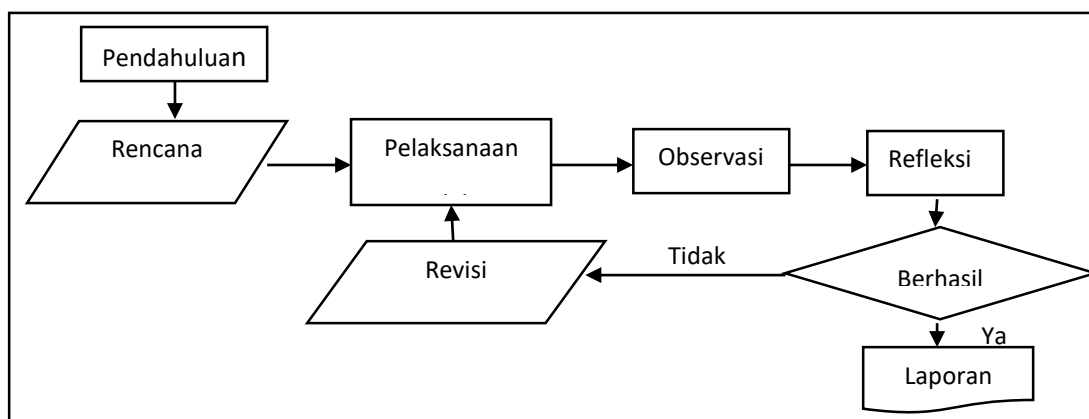 Pendahuluan
Rencana
Pelaksanaan
Observasi
Refleksi
Revisi
Tidak
Berhasil
Ya
Laporan